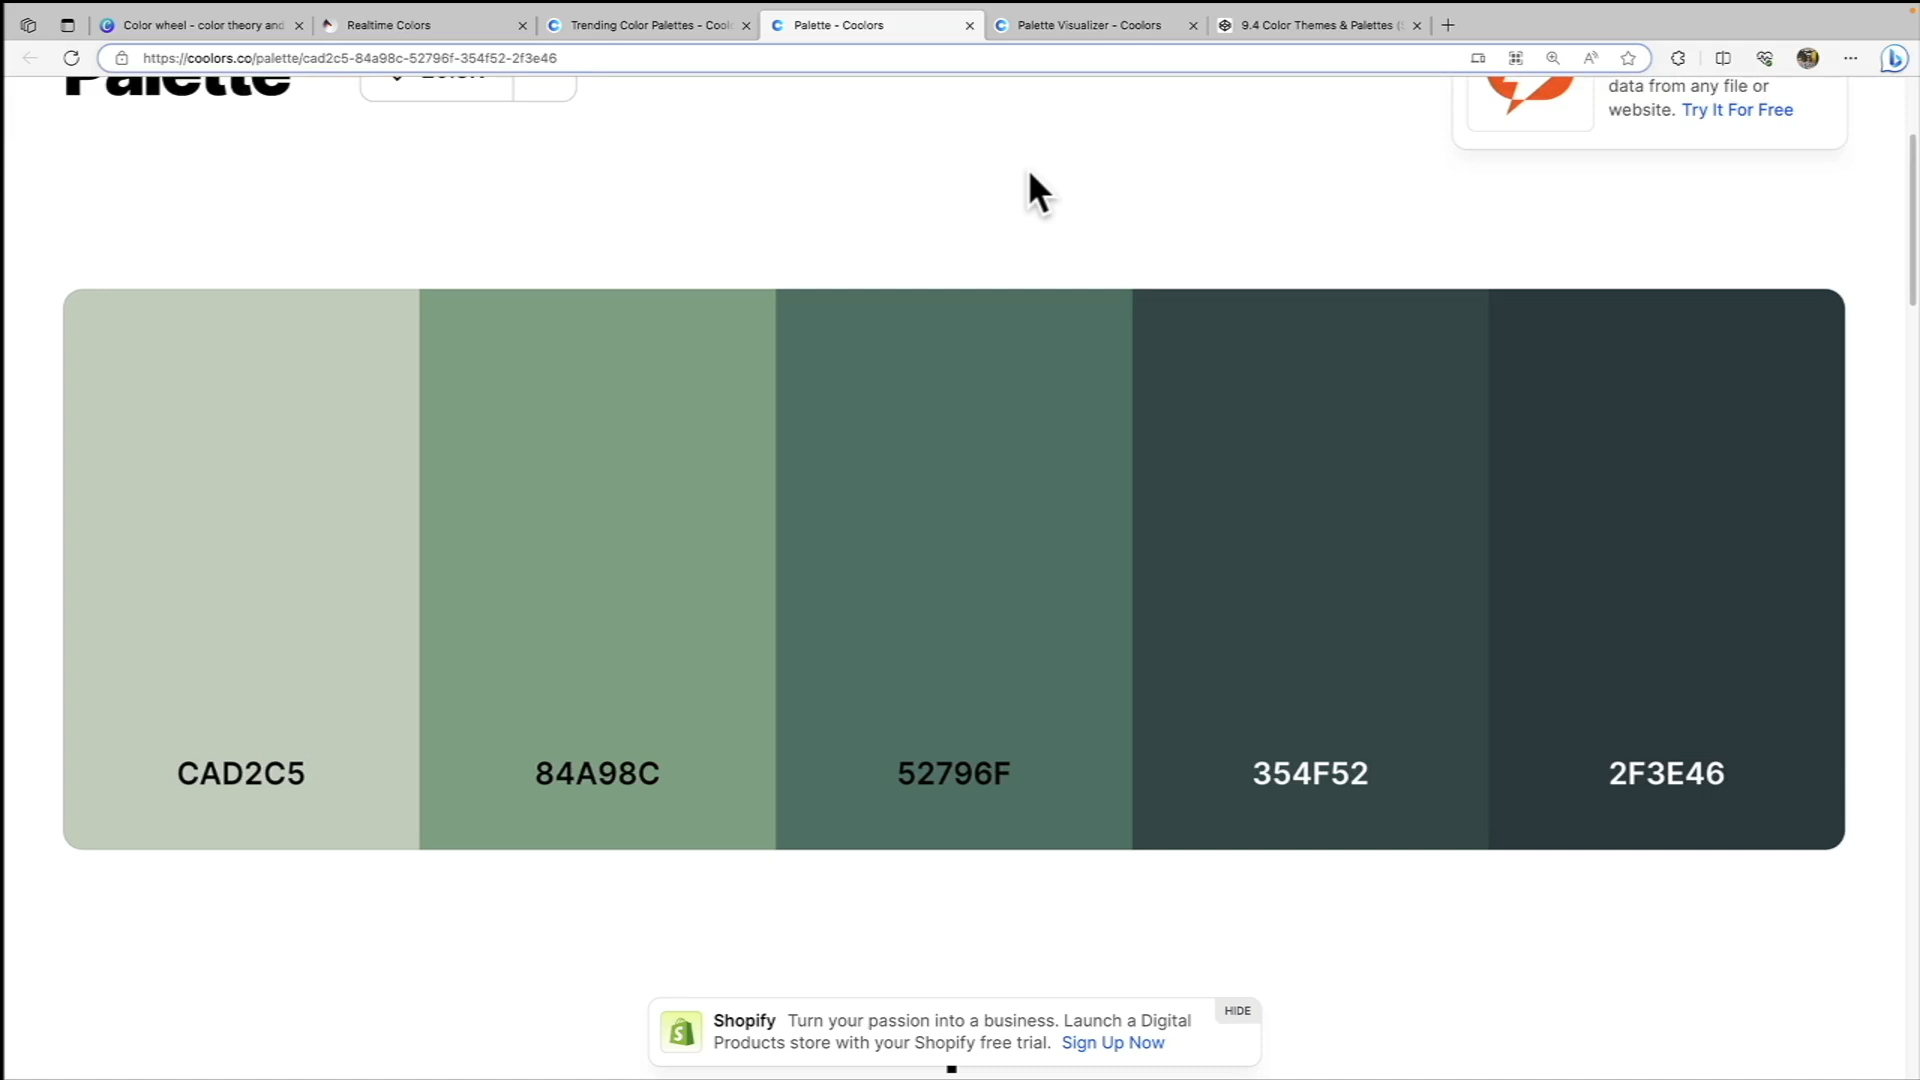 Color wheel - color theory and
Realtime Colors
Trending Color Palettes - Coolo
Palette - Coolors
Palette Visualizer - Coolors
9.4 Color Themes & Palettes (
https://coolors.co/palette/cad2c5-84a98c-52796f-354f52-2f3e46
Palette
data from any file or
website. Try It For Free
CAD2C5
84A98C
52796F
354F52
2F3E46
HIDE
Shopify Turn your passion into a business. Launch a Digital
Products store with your Shopify free trial. Sign Up Now